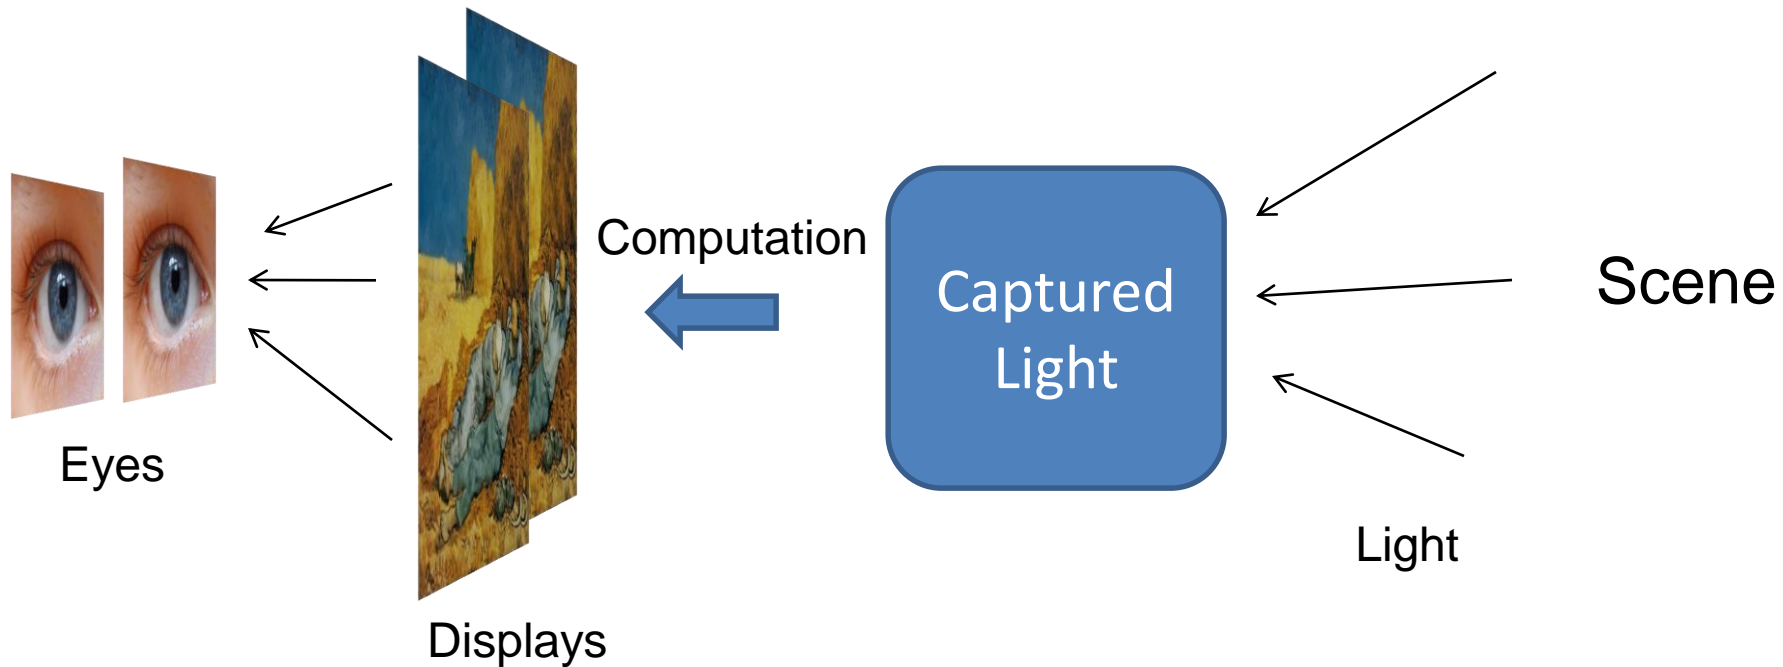 Computation
Captured
Light
Scene
Eyes
Light
Displays